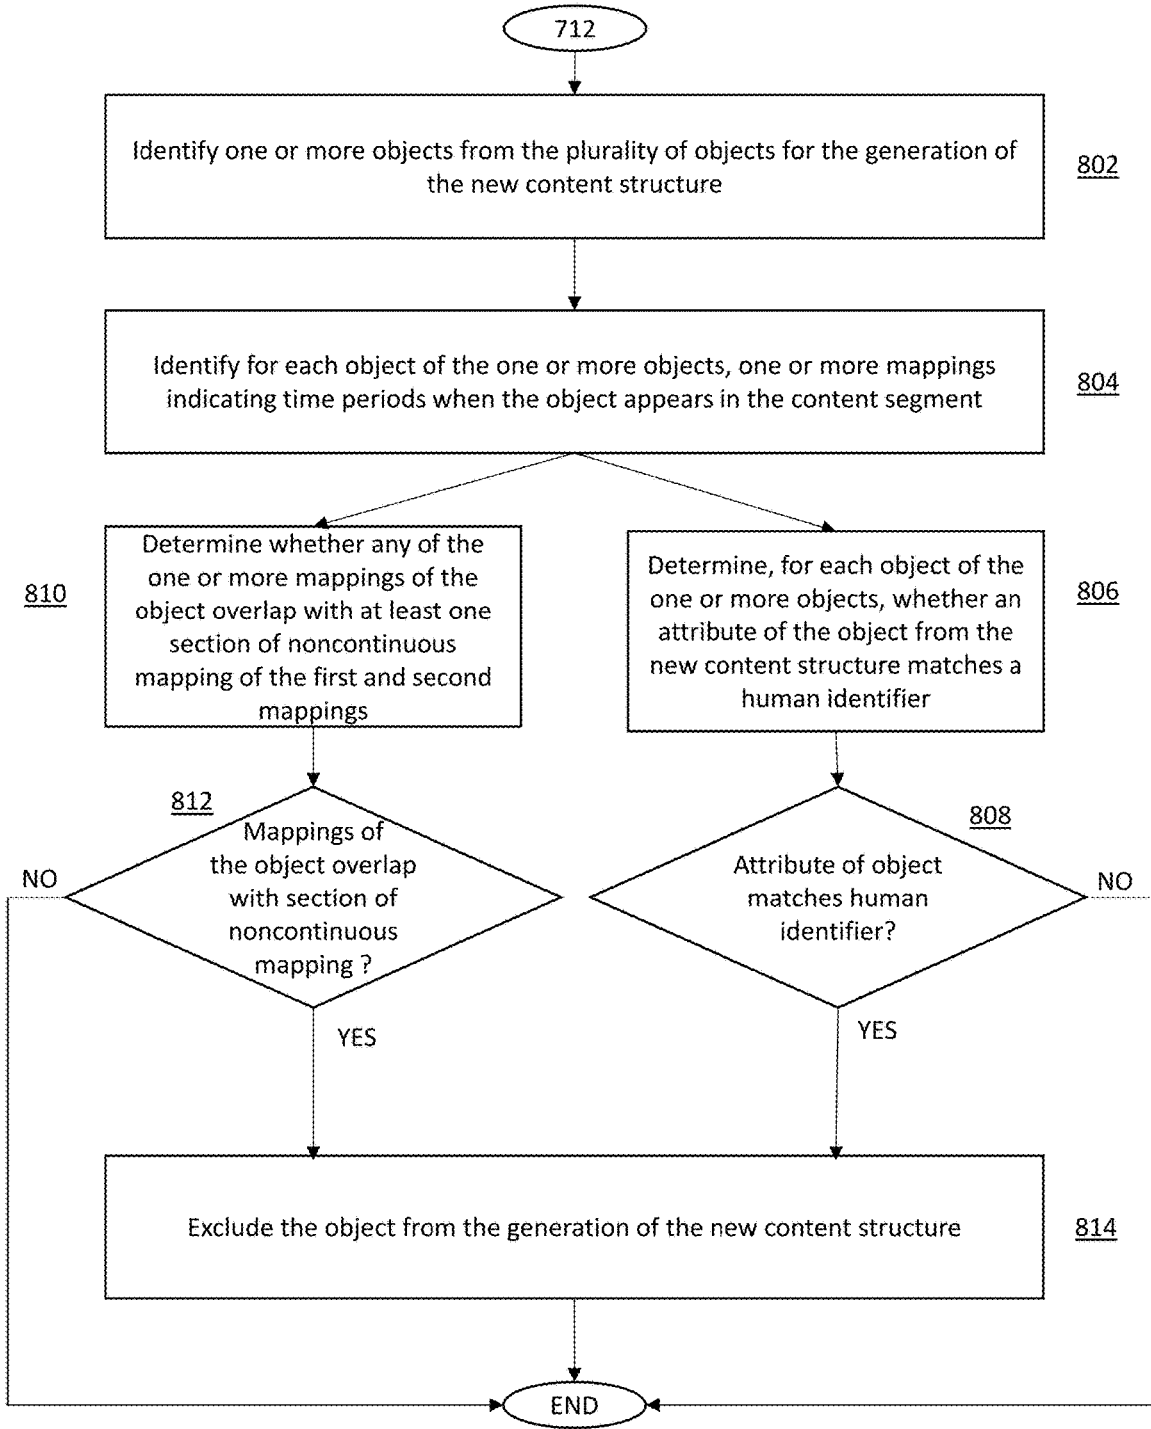 712
Identify one or more objects from the plurality of objects for the generation of
the new content structure
802
Identify for each object of the one or more objects, one or more mappings
indicating time periods when the object appears in the content segment
804
Determine whether any of the
one or more mappings of the
object overlap with at least one
section of noncontinuous
mapping of the first and second
mappings
810
Determine, for each object of the
one or more objects, whether an
attribute of the object from the
new content structure matches a
human identifier
806
812
Mappings of
the object overlap
with section of
noncontinuous
mapping ?
NO
YES
808
Attribute of object
matches human
identifier?
NO
YES
Exclude the object from the generation of the new content structure
814
END